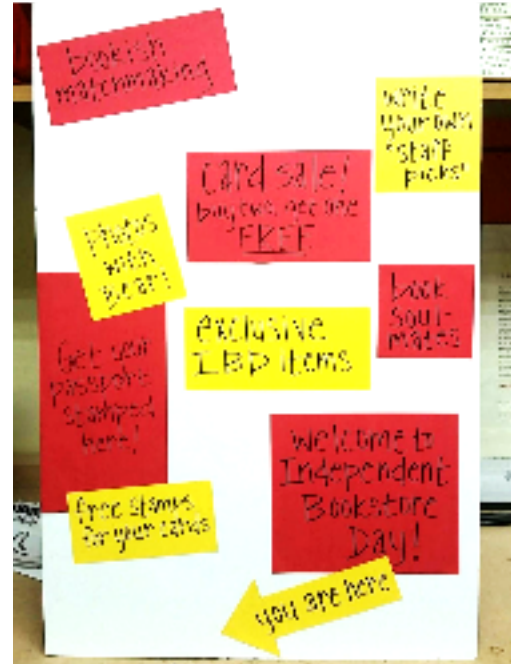 bookish
matchmaking
write
your own
"staff
picks"
card sale!
buy two get one
FREE
photos
with
bear!
book
soul-
mates
exclusive
IBD items
Get your
passport
stamped
here!
welcome to
Independent
Bookstore
Day!
free stamps
for your cards
you are here